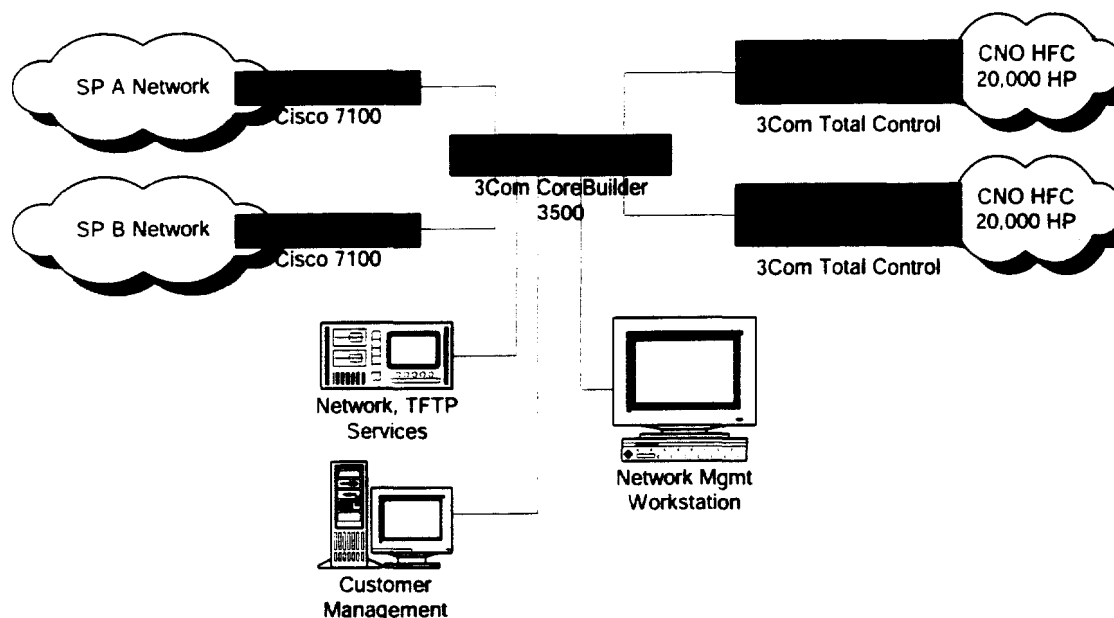 SP A Network
Cisco 7100
CNO HFC
20,000 HP
3Com Total Control
3Com CoreBuilder
3500
SP B Network
Cisco 7100
CNO HFC
20,000 HP
3Com Total Control
Network, TFTP
Services
Network Mgmt
Workstation
Customer
Management